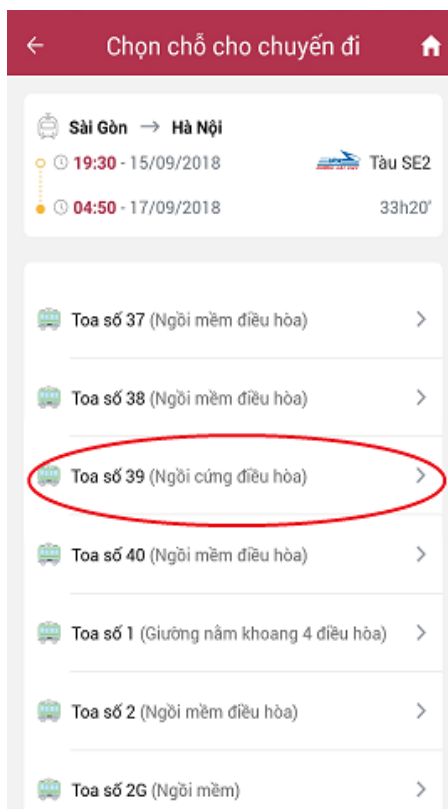 Chọn chỗ cho chuyến đi
Sài Gòn → Hà Nội
19:30 - 15/09/2018 Tàu SE2
04:50 - 17/09/2018 33h20'
Toa số 37 (Ngồi mềm điều hòa)
Toa số 38 (Ngồi mềm điều hòa)
Toa số 39 (Ngồi cứng điều hòa)
Toa số 40 (Ngồi mềm điều hòa)
Toa số 1 (Giường nằm khoang 4 điều hòa)
Toa số 2 (Ngồi mềm điều hòa)
Toa số 2G (Ngồi mềm)